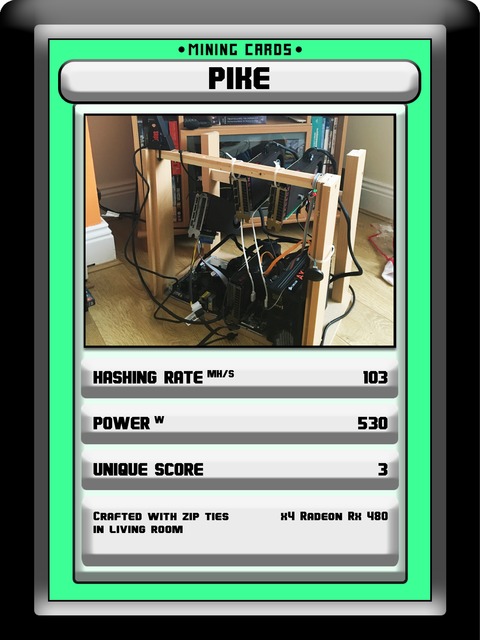 •MINING CARDS•
PIKE
HASHING RATE MH/S 103
POWER W 530
UNIQUE SCORE 3
CRAFTED WITH ZIP TIES x4 RADEON RX 480
IN LIVING ROOM